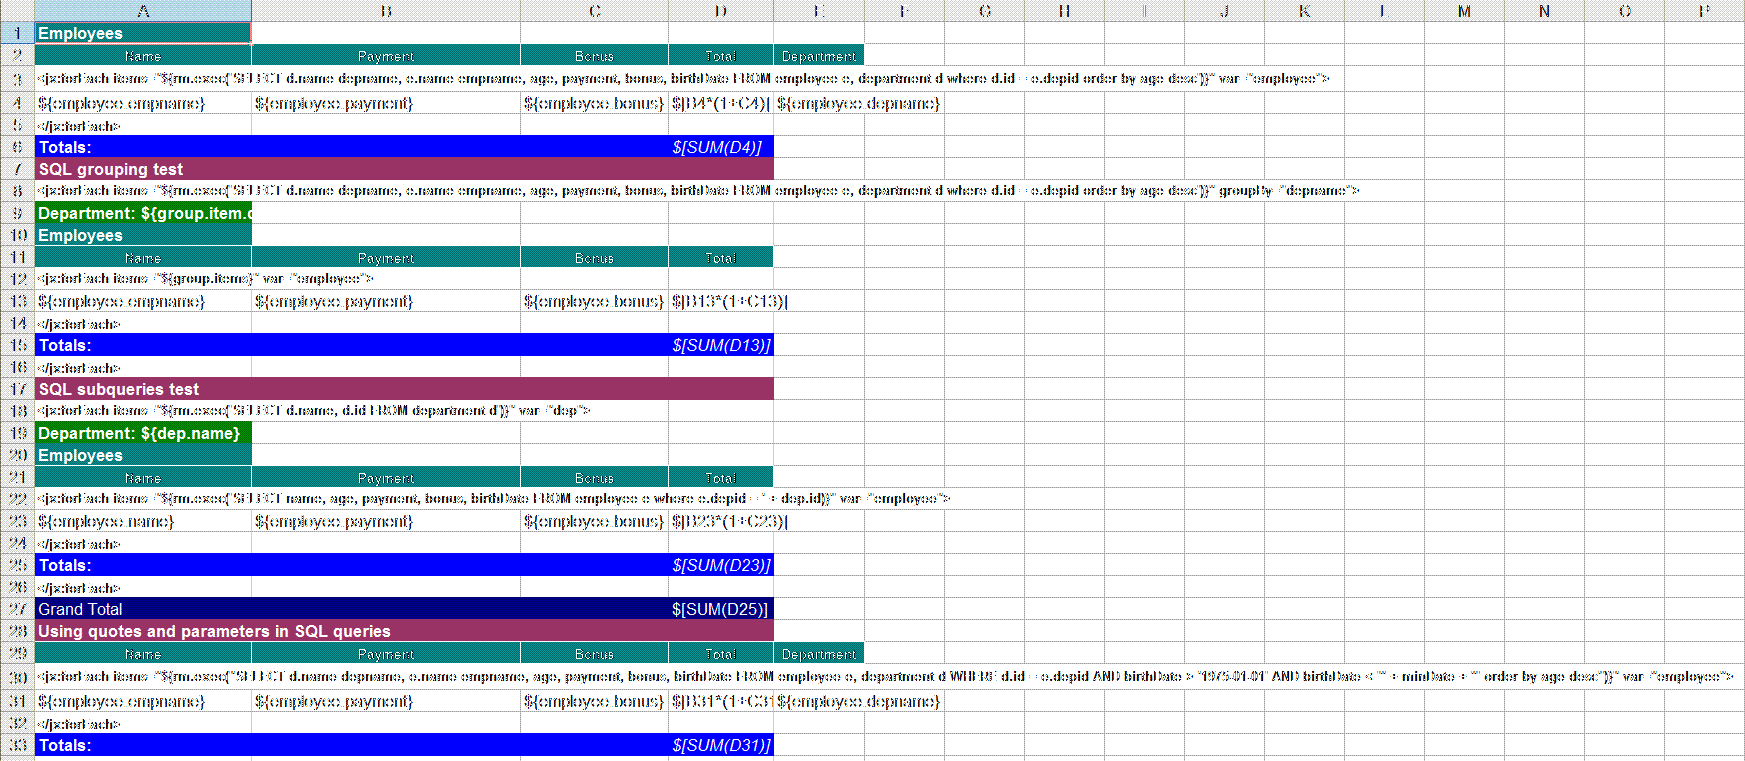 A B C D E F G H I J K L M N O P
1 Employees
2 Name Payment Bonus Total Department
3 <jx:forEach items="${rm.exec("SELECT d.name depname, e.name empname, age, payment, bonus, birthDate FROM employee e, department d where d.id = e.depid order by age desc")}" var="employee">
4 ${employee.empname} ${employee.payment} ${employee.bonus} $[B4*(1+C4)] ${employee.depname}
5 </jx:forEach>
6 Totals: $[SUM(D4)]
7 SQL grouping test
8 <jx:forEach items="${rm.exec("SELECT d.name depname, e.name empname, age, payment, bonus, birthDate FROM employee e, department d where d.id = e.depid order by age desc")}" groupBy="depname">
9 Department: ${group.item.
10 Employees
11 Name Payment Bonus Total
12 <jx:forEach items="${group.items}" var="employee">
13 ${employee.empname} ${employee.payment} ${employee.bonus} $[B13*(1+C13)]
14 </jx:forEach>
15 Totals: $[SUM(D13)]
16 </jx:forEach>
17 SQL subqueries test
18 <jx:forEach items="${rm.exec("SELECT d.name, d.id FROM department d")}" var="dep">
19 Department: ${dep.name}
20 Employees
21 Name Payment Bonus Total
22 <jx:forEach items="${rm.exec("SELECT name, age, payment, bonus, birthDate FROM employee e where e.depid = " + dep.id)}" var="employee">
23 ${employee.name} ${employee.payment} ${employee.bonus} $[B23*(1+C23)]
24 </jx:forEach>
25 Totals: $[SUM(D23)]
26 </jx:forEach>
27 Grand Total $[SUM(D25)]
28 Using quotes and parameters in SQL queries
29 Name Payment Bonus Total Department
30 <jx:forEach items="${rm.exec("SELECT d.name depname, e.name empname, age, payment, bonus, birthDate FROM employee e, department d WHERE d.id = e.depid AND birthDate > '1975-01-01' AND birthDate < '" + minDate + "' order by age desc")}" var="employee">
31 ${employee.empname} ${employee.payment} ${employee.bonus} $[B31*(1+C31 ${employee.depname}
32 </jx:forEach>
33 Totals: $[SUM(D31)]